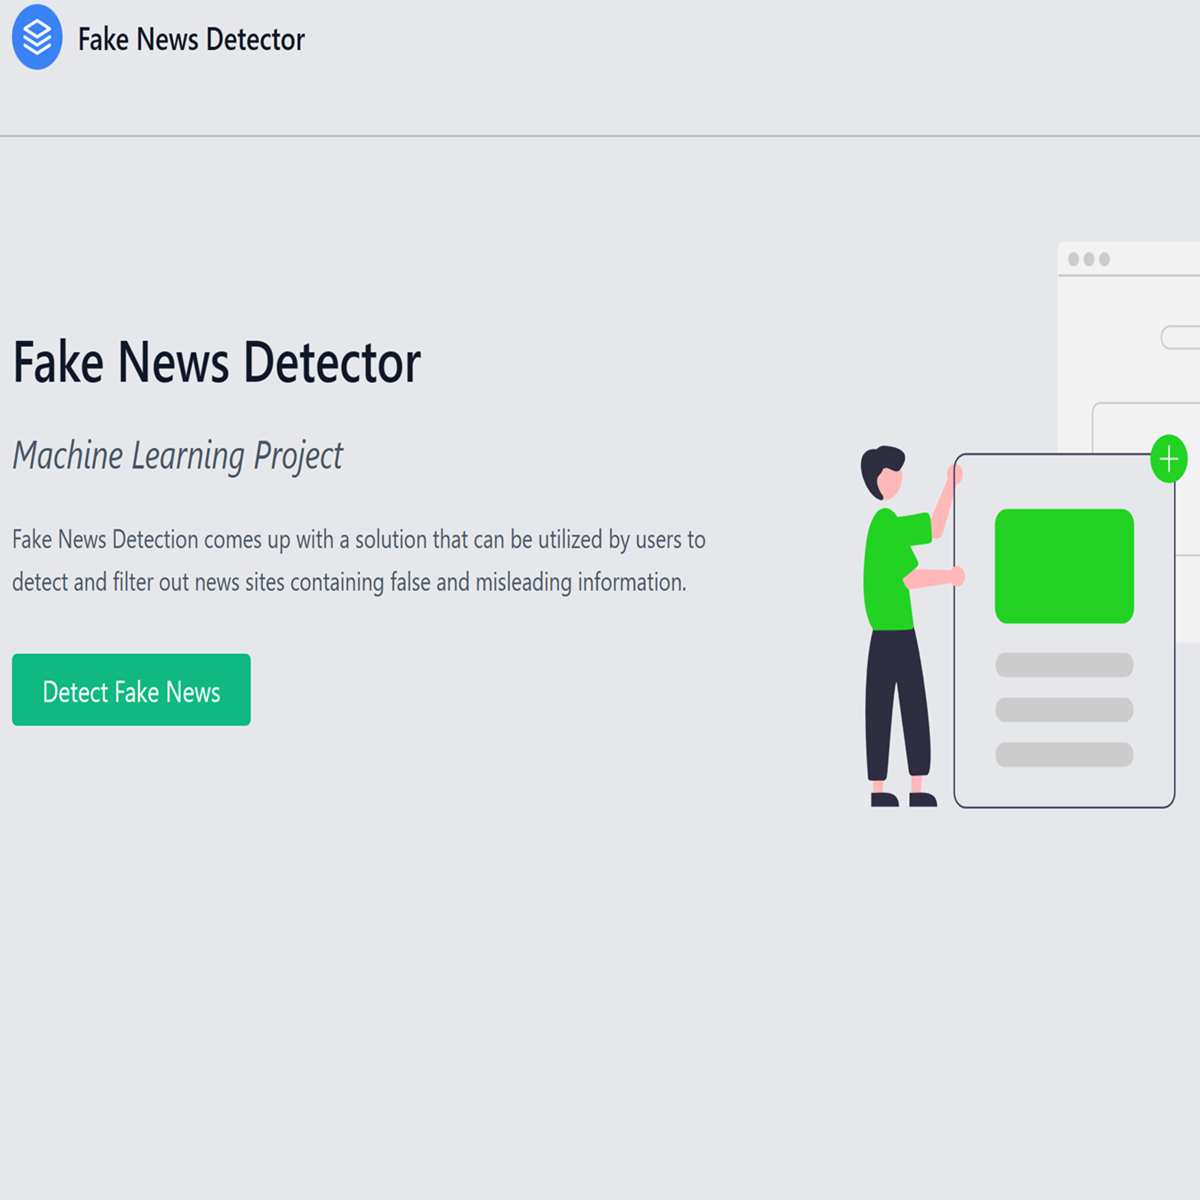 Fake News Detector
Fake News Detector
Machine Learning Project
Fake News Detection comes up with a solution that can be utilized by users to
detect and filter out news sites containing false and misleading information.
Detect Fake News